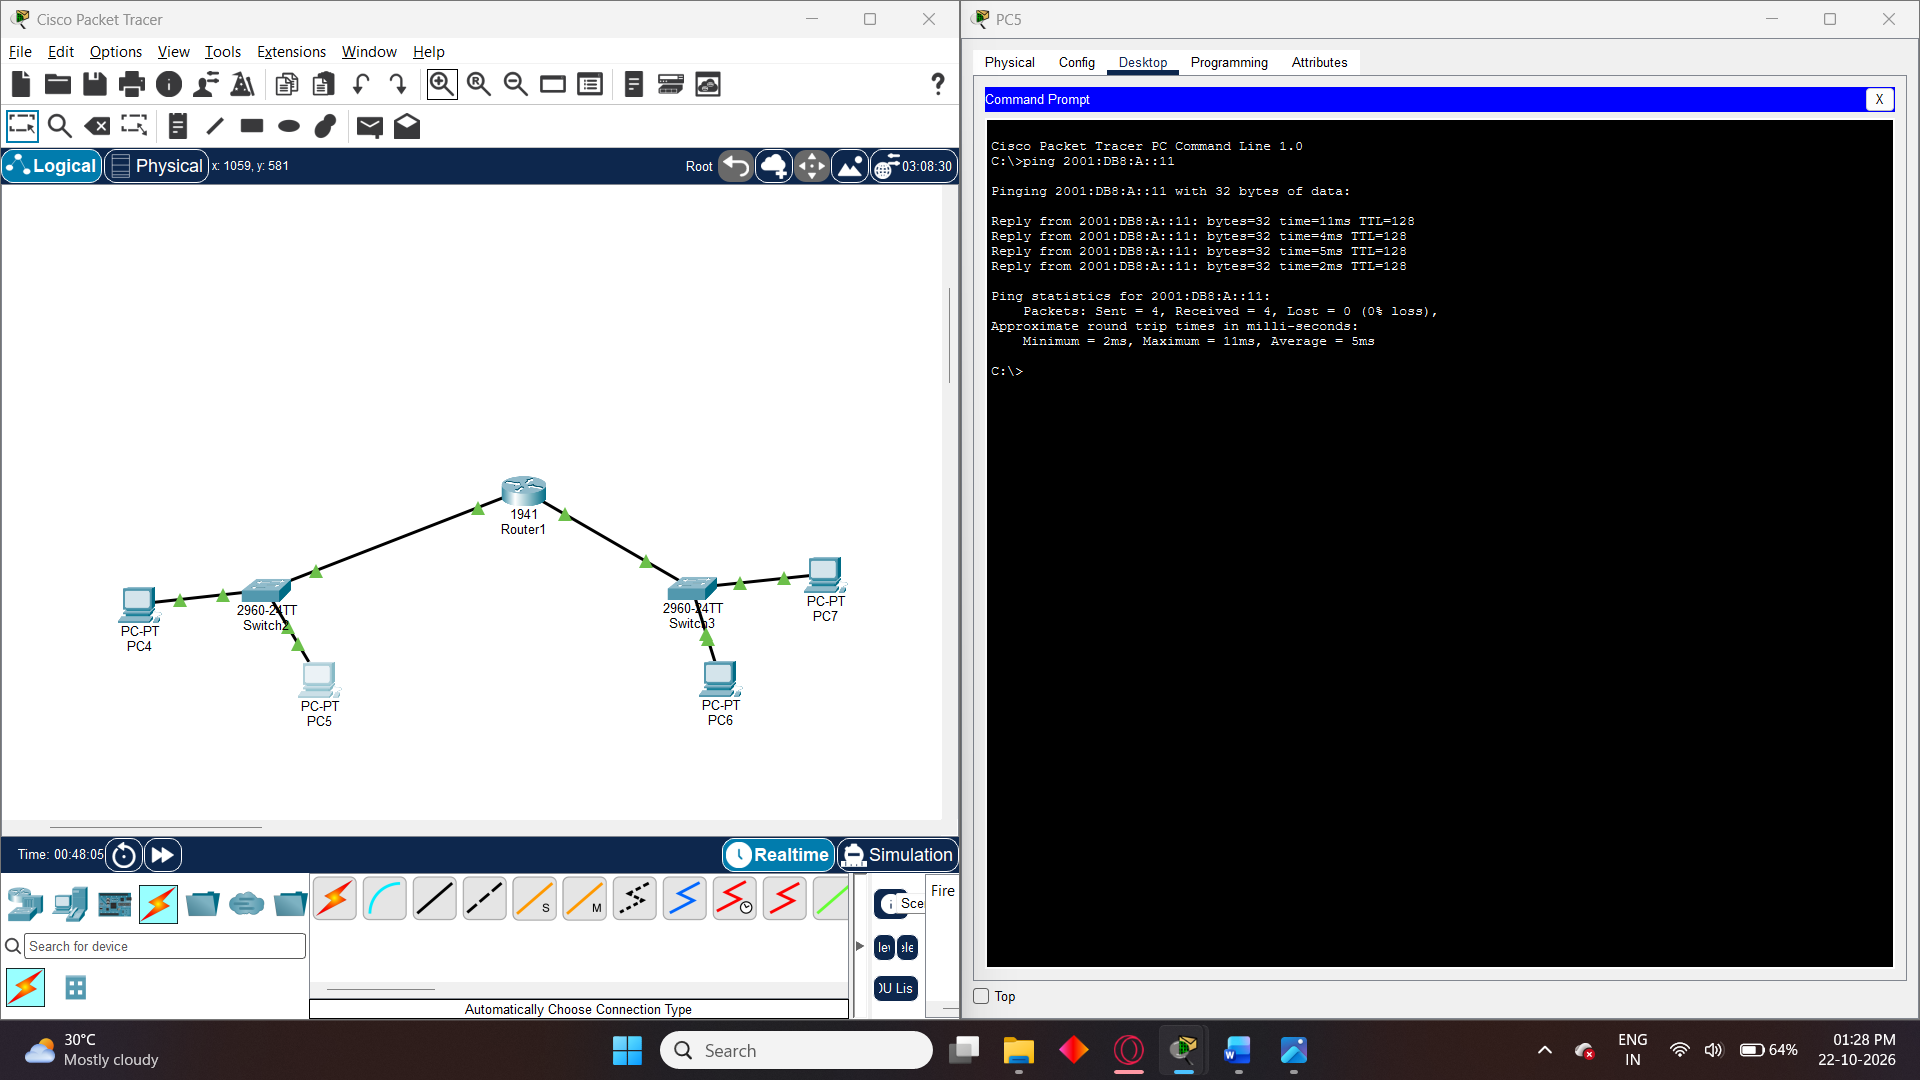 Cisco Packet Tracer
File Edit Options View Tools Extensions Window Help
Logical Physical x: 1059, y: 581 Root 03:08:30
1941
Router1
2960-24TT
Switch2
2960-24TT
Switch3
PC-PT
PC7
PC-PT
PC4
PC-PT
PC5
PC-PT
PC6
Time: 00:48:05 Realtime Simulation
S
M
Fire
Search for device
Automatically Choose Connection Type
PC5
Physical Config Desktop Programming Attributes
Command Prompt X
Cisco Packet Tracer PC Command Line 1.0
C:\>ping 2001:DB8:A::11
Pinging 2001:DB8:A::11 with 32 bytes of data:
Reply from 2001:DB8:A::11: bytes=32 time=11ms TTL=128
Reply from 2001:DB8:A::11: bytes=32 time=4ms TTL=128
Reply from 2001:DB8:A::11: bytes=32 time=5ms TTL=128
Reply from 2001:DB8:A::11: bytes=32 time=2ms TTL=128
Ping statistics for 2001:DB8:A::11:
Packets: Sent = 4, Received = 4, Lost = 0 (0% loss),
Approximate round trip times in milli-seconds:
Minimum = 2ms, Maximum = 11ms, Average = 5ms
C:\>
Top
30°C
Mostly cloudy
Search
ENG
IN
64%
01:28 PM
22-10-2026